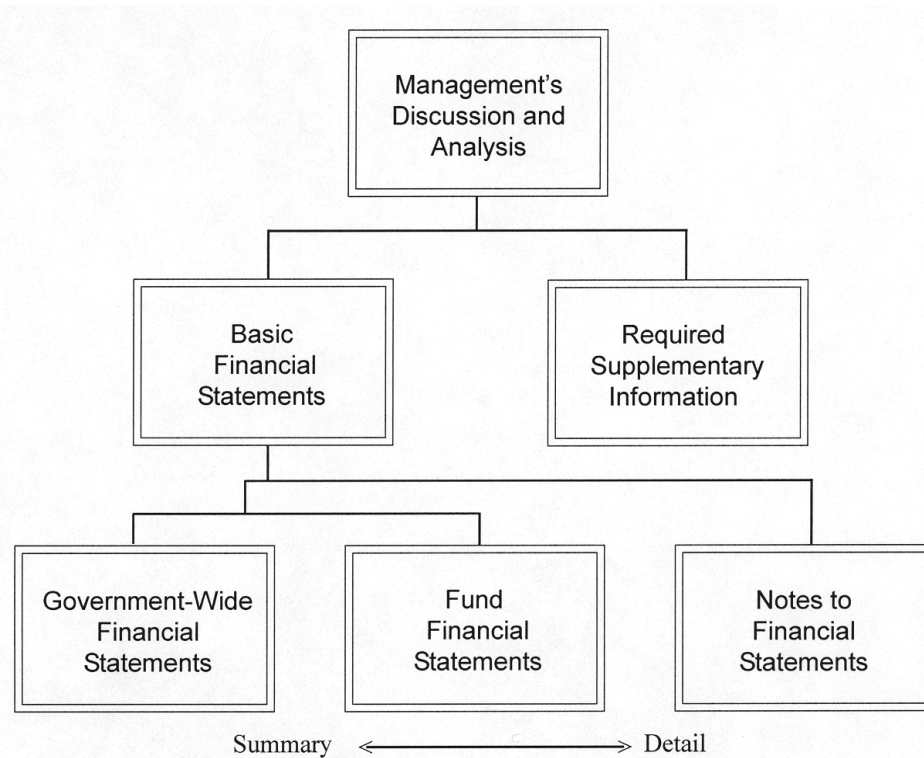 Management's
Discussion and
Analysis
Basic
Financial
Statements
Required
Supplementary
Information
Government-Wide
Financial
Statements
Fund
Financial
Statements
Notes to
Financial
Statements
Summary
Detail